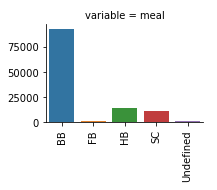 variable = meal
75000
50000
25000
0
BB
FB
HB
SC
Undefined